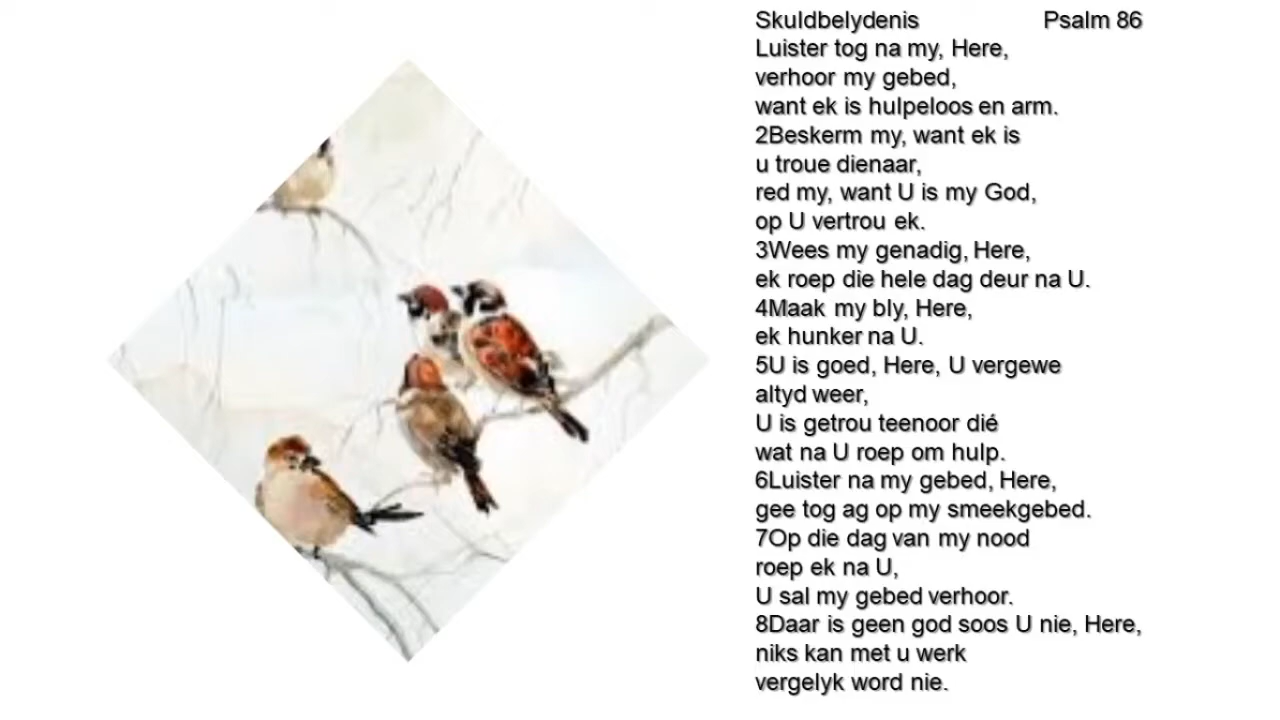 Skuldbelydenis Psalm 86
Luister tog na my, Here,
verhoor my gebed,
want ek is hulpeloos en arm.
2Beskerm my, want ek is
u troue dienaar,
red my, want U is my God,
op U vertrou ek.
3Wees my genadig, Here,
ek roep die hele dag deur na U.
4Maak my bly, Here,
ek hunker na U.
5U is goed, Here, U vergewe
altyd weer,
U is getrou teenoor dié
wat na U roep om hulp.
6Luister na my gebed, Here,
gee tog ag op my smeekgebed.
7Op die dag van my nood
roep ek na U,
U sal my gebed verhoor.
8Daar is geen god soos U nie, Here,
niks kan met u werk
vergelyk word nie.